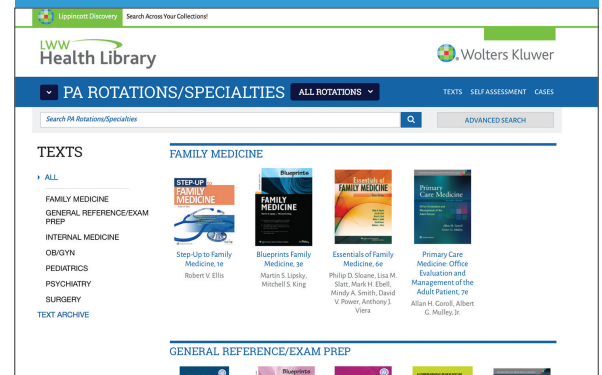 Lippincott Discovery Search Across Your Collections!
LWW
Health Library
Wolters Kluwer
PA ROTATIONS/SPECIALTIES ALL ROTATIONS TEXTS SELF ASSESSMENT CASES
Search PA Rotations/Specialties ADVANCED SEARCH
TEXTS
ALL
FAMILY MEDICINE
GENERAL REFERENCE/EXAM
PREP
INTERNAL MEDICINE
OB/GYN
PEDIATRICS
PSYCHIATRY
SURGERY
TEXT ARCHIVE
FAMILY MEDICINE
STEP-UP to
FAMILY
MEDICINE
Step-Up to Family
Medicine, 1e
Robert V. Ellis
Blueprints
FAMILY
MEDICINE
Blueprints Family
Medicine, 3e
Martin S. Lipsky,
Mitchell S. King
Essentials of
FAMILY MEDICINE
Essentials of Family
Medicine, 6e
Philip D. Sloane, Lisa M.
Slatt, Mark H. Ebell,
Mindy A. Smith, David
V. Power, Anthony J.
Viera
Primary
Care Medicine
Primary Care
Medicine: Office
Evaluation and
Management of the
Adult Patient, 7e
Allan H. Goroll, Albert
G. Mulley, Jr.
GENERAL REFERENCE/EXAM PREP
Blueprints